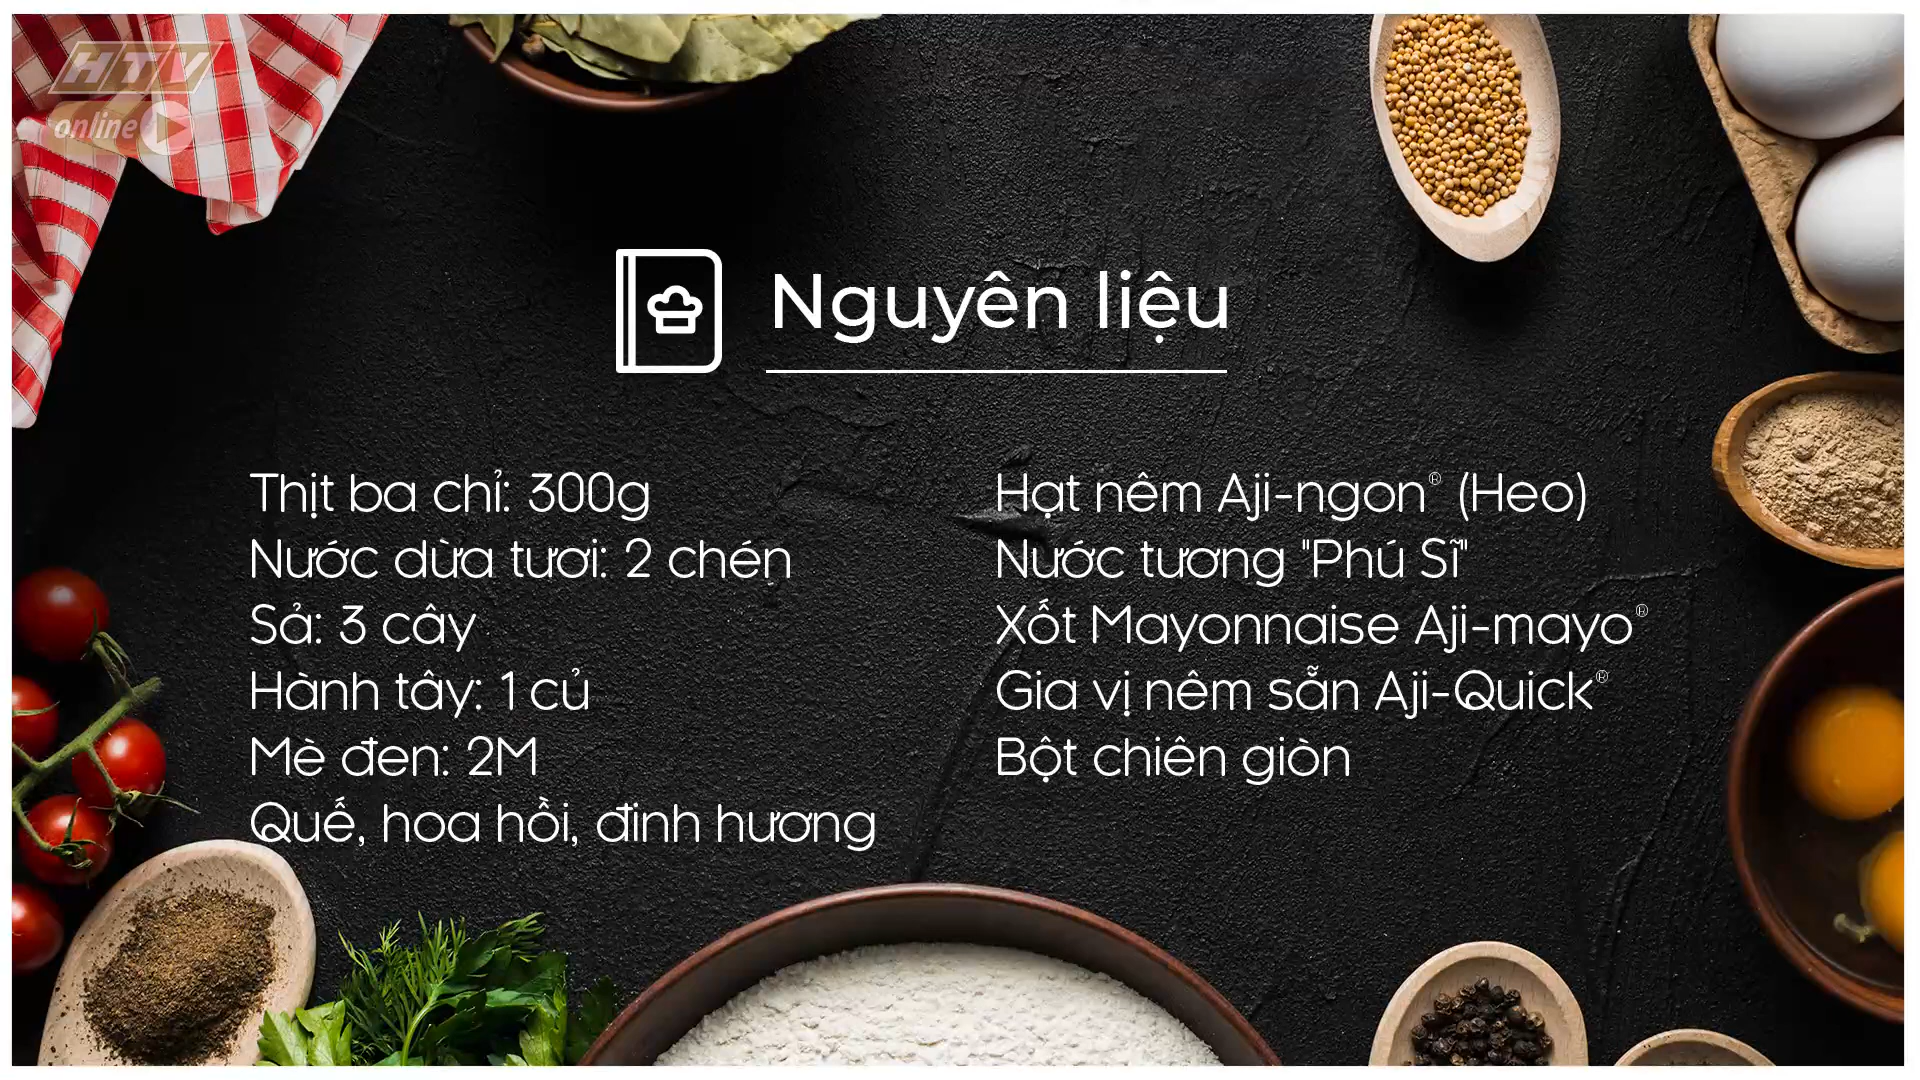 HTV
online
Nguyên liệu
Thịt ba chỉ: 300g
Nước dừa tươi: 2 chén
Sả: 3 cây
Hành tây: 1 củ
Mè đen: 2M
Quế, hoa hồi, đinh hương
Hạt nêm Aji-ngon® (Heo)
Nước tương "Phú Sĩ"
Xốt Mayonnaise Aji-mayo®
Gia vị nêm sẵn Aji-Quick®
Bột chiên giòn